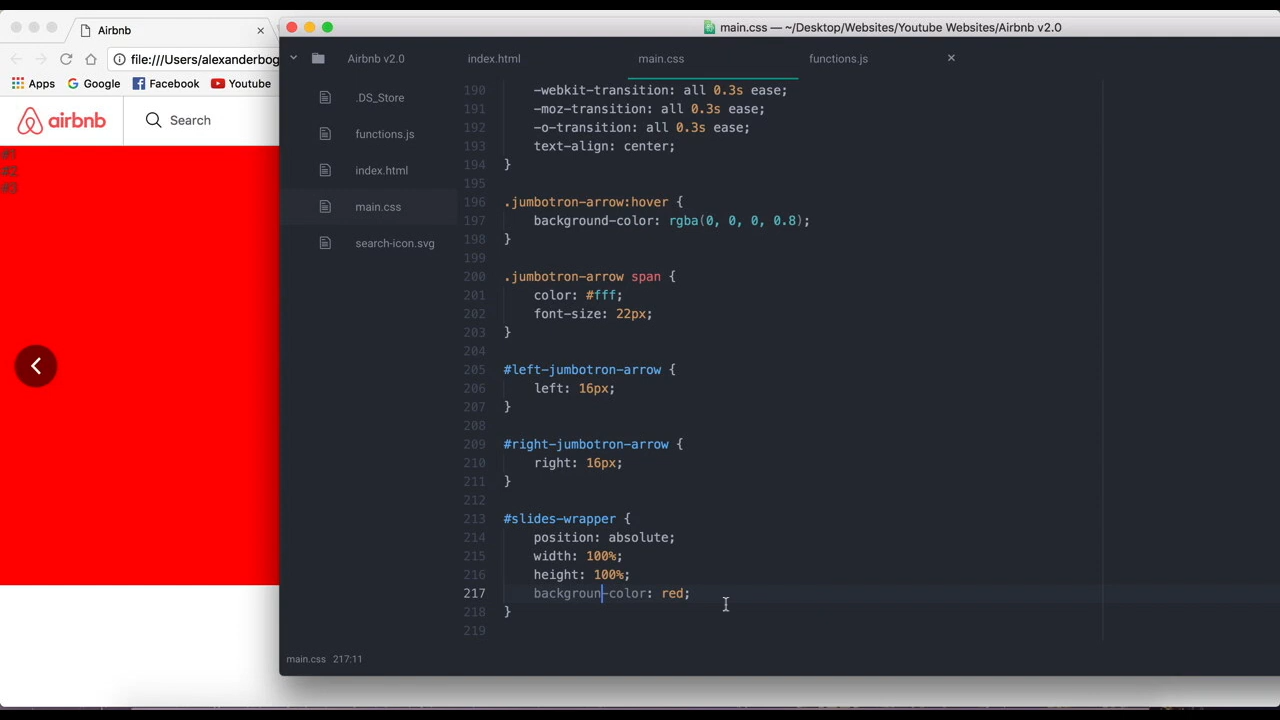 Airbnb
file:///Users/alexanderbog
Apps Google Facebook Youtube
airbnb Search
#1
#2
#3
main.css — ~/Desktop/Websites/Youtube Websites/Airbnb v2.0
Airbnb v2.0
index.html main.css functions.js
.DS_Store
functions.js
index.html
main.css
search-icon.svg
190 -webkit-transition: all 0.3s ease;
191 -moz-transition: all 0.3s ease;
192 -o-transition: all 0.3s ease;
193 text-align: center;
194 }
195
196 .jumbotron-arrow:hover {
197 background-color: rgba(0, 0, 0, 0.8);
198 }
199
200 .jumbotron-arrow span {
201 color: #fff;
202 font-size: 22px;
203 }
204
205 #left-jumbotron-arrow {
206 left: 16px;
207 }
208
209 #right-jumbotron-arrow {
210 right: 16px;
211 }
212
213 #slides-wrapper {
214 position: absolute;
215 width: 100%;
216 height: 100%;
217 backgroun-color: red;
218 }
219
main.css 217:11